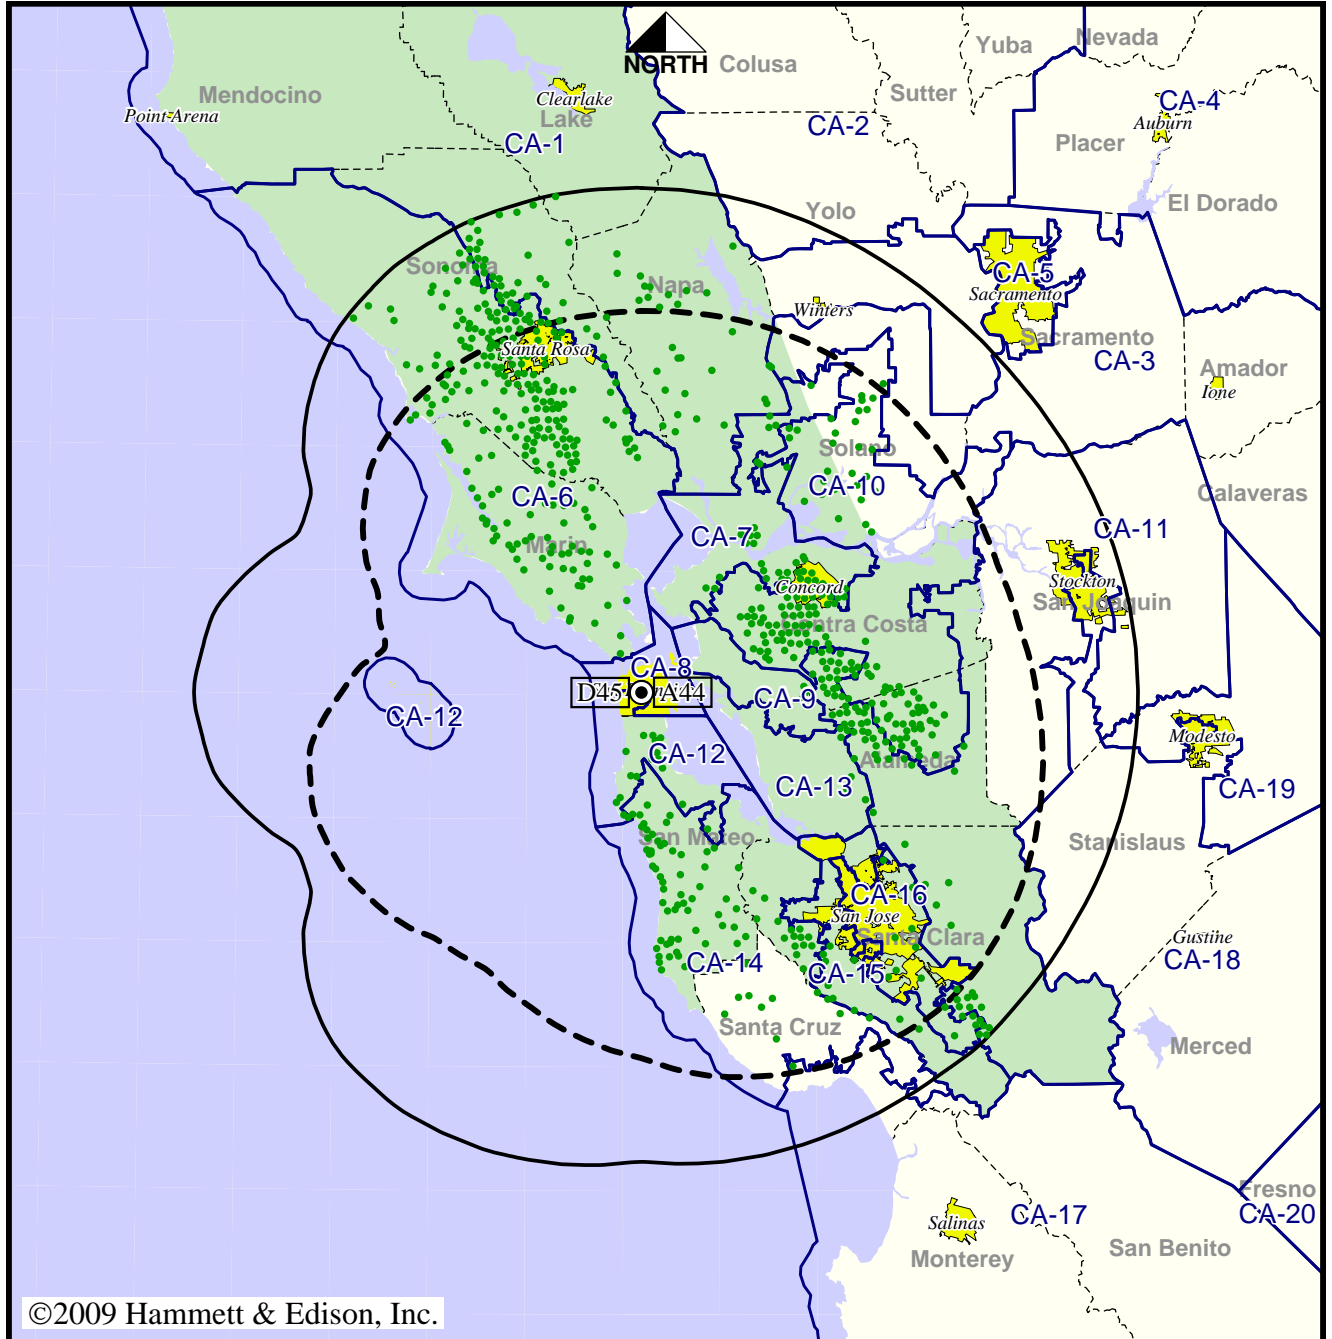 NORTH
Colusa
Yuba
Nevada
Mendocino
Point Arena
Clearlake
Lake
CA-1
Sutter
CA-2
CA-4
Auburn
Placer
Yolo
El Dorado
Sonoma
Napa
CA-5
Sacramento
Winters
Sacramento
CA-3
Santa Rosa
Amador
Ione
Solano
CA-10
CA-6
Calaveras
CA-7
CA-11
Marin
Stockton
San Joaquin
Concord
Contra Costa
CA-8
D45
A44
CA-9
CA-12
CA-12
Modesto
Alameda
CA-13
CA-19
San Mateo
Stanislaus
CA-16
San Jose
Santa Clara
Gustine
CA-18
CA-14
CA-15
Santa Cruz
Merced
Fresno
CA-20
CA-17
Salinas
Monterey
San Benito
©2009 Hammett & Edison, Inc.